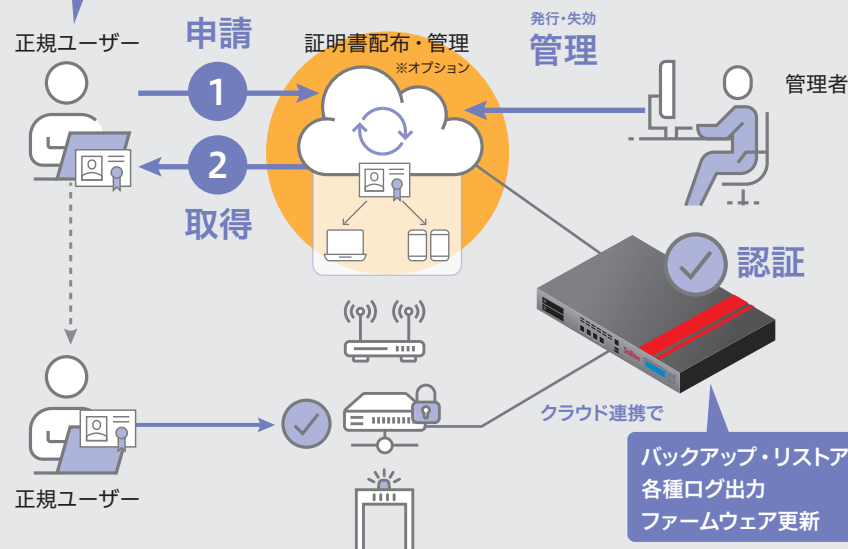 正規ユーザー
申請
証明書配布・管理
※オプション
発行・失効
管理
管理者
1
2
取得
認証
Soliton
クラウド連携で
バックアップ・リストア
各種ログ出力
ファームウェア更新
正規ユーザー